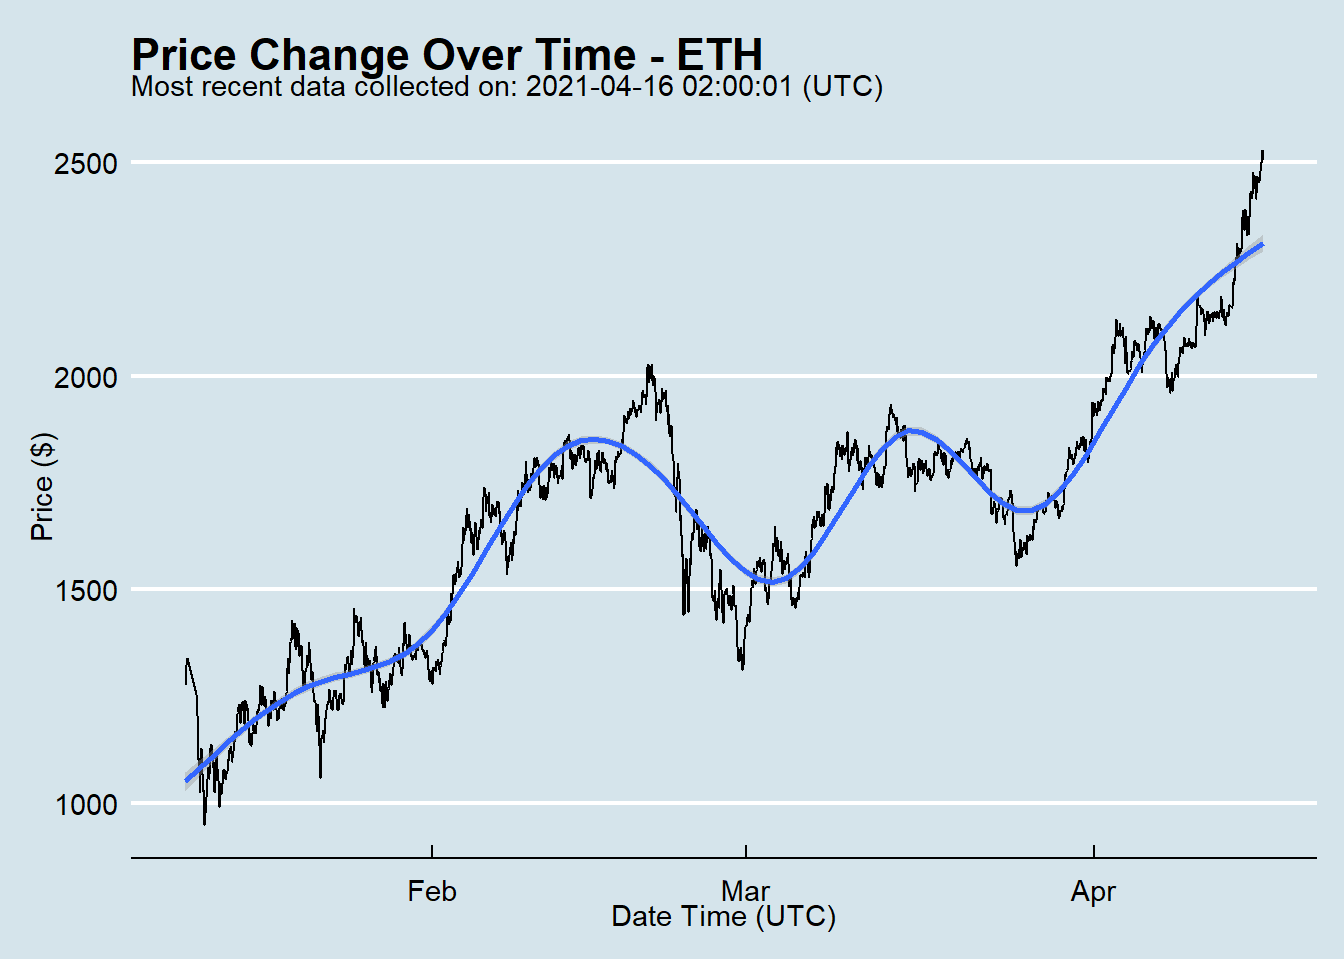 Price Change Over Time - ETH
Most recent data collected on: 2021-04-16 02:00:01 (UTC)
2500
2000
1500
1000
Price ($)
Feb
Mar
Apr
Date Time (UTC)